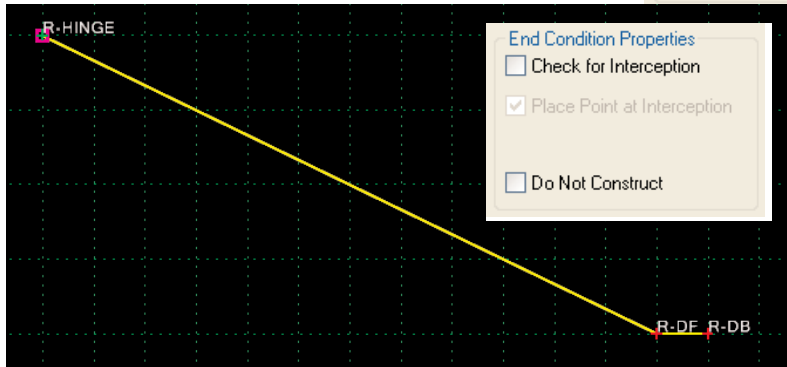 R-HINGE
End Condition Properties
Check for Interception
Place Point at Interception
Do Not Construct
R-DF R-DB